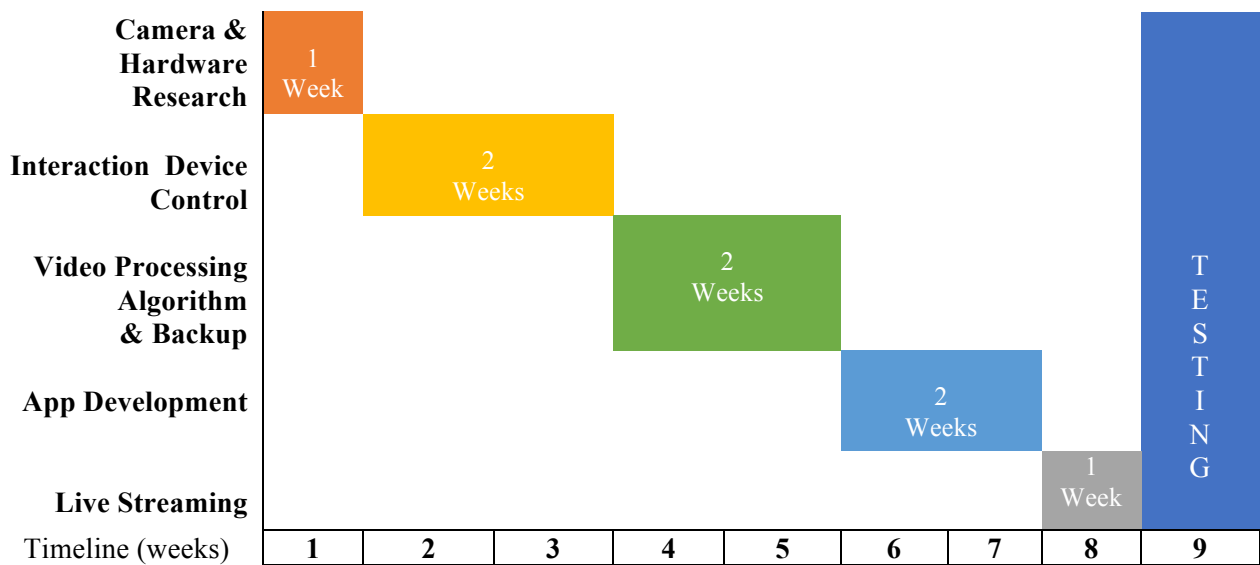 Camera &
Hardware
Research
1
Week
Interaction Device
Control
2
Weeks
Video Processing
Algorithm
& Backup
2
Weeks
App Development
2
Weeks
Live Streaming
1
Week
T
E
S
T
I
N
G
Timeline (weeks) 1 2 3 4 5 6 7 8 9